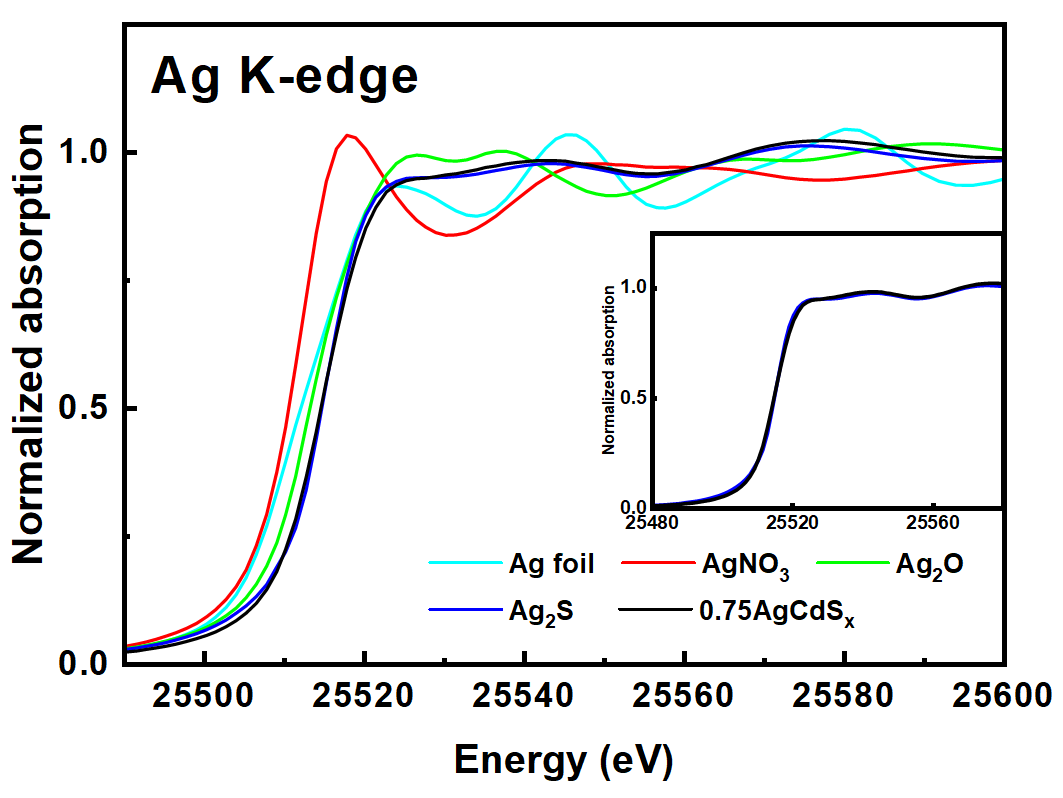 Ag K-edge
Normalized absorption
1.0
0.5
0.0
Normalized absorption
1.0
0.5
0.0
25480 25520 25560
Ag foil AgNO₃ Ag₂O
Ag₂S 0.75AgCdSₓ
25500 25520 25540 25560 25580 25600
Energy (eV)